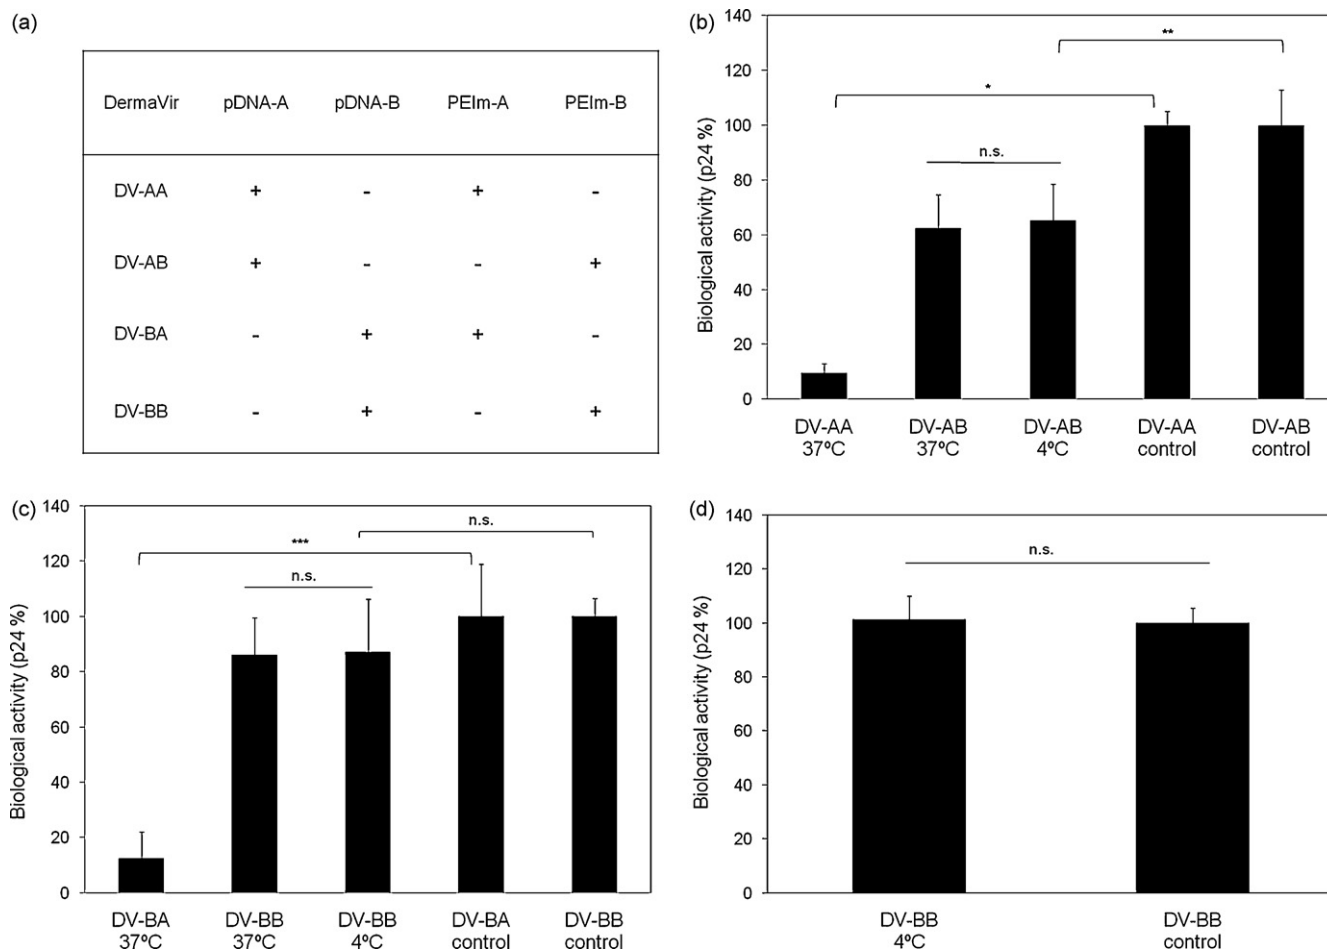 (a)
DermaVir pDNA-A pDNA-B PEIm-A PEIm-B
DV-AA + - + -
DV-AB + - - +
DV-BA - + + -
DV-BB - + - +
(b)
Biological activity (p24 %)
140
120
100
80
60
40
20
0
*
**
n.s.
DV-AA DV-AB DV-AB DV-AA DV-AB
37ºC 37ºC 4ºC control control
(c)
Biological activity (p24 %)
140
120
100
80
60
40
20
0
n.s.
***
n.s.
DV-BA DV-BB DV-BB DV-BA DV-BB
37ºC 37ºC 4ºC control control
(d)
Biological activity (p24 %)
140
120
100
80
60
40
20
0
n.s.
DV-BB DV-BB
4ºC control